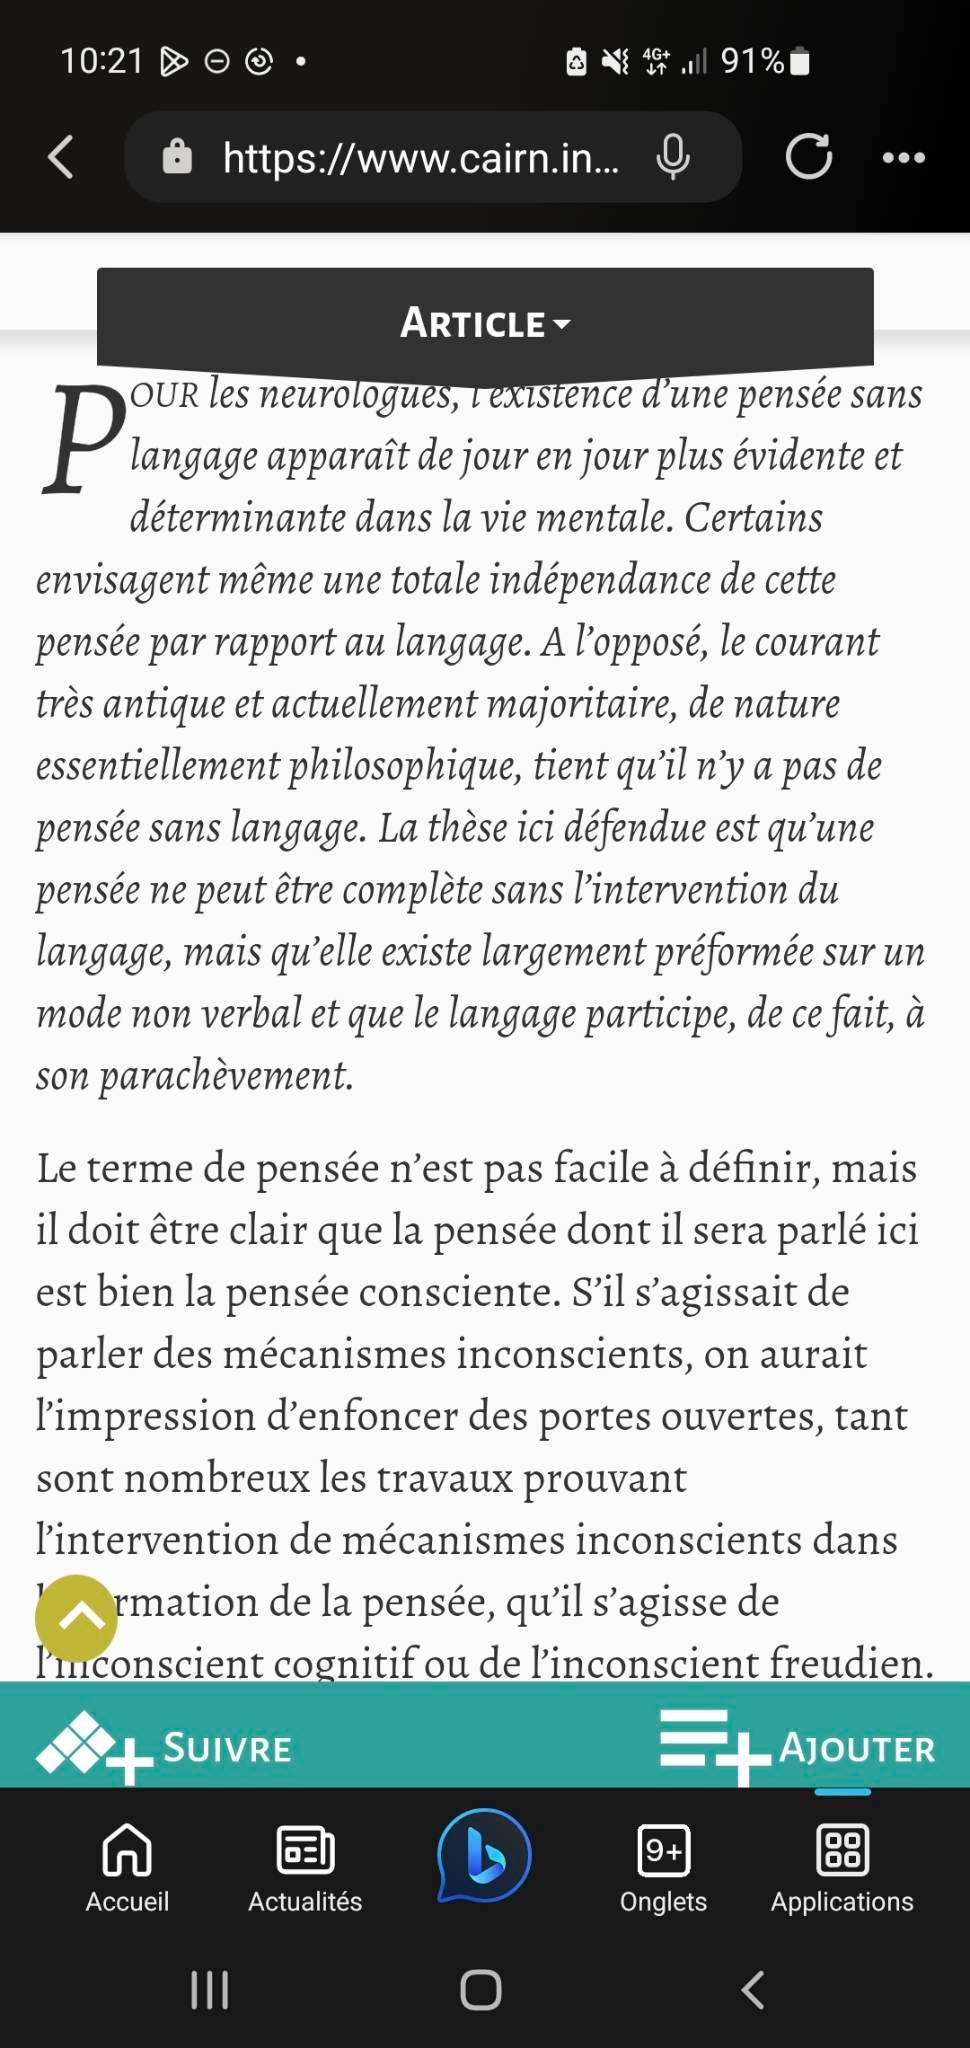 10:21
4G+
91%
https://www.cairn.in...
ARTICLE
POUR les neurologues, l'existence d'une pensée sans
langage apparaît de jour en jour plus évidente et
déterminante dans la vie mentale. Certains
envisagent même une totale indépendance de cette
pensée par rapport au langage. A l'opposé, le courant
très antique et actuellement majoritaire, de nature
essentiellement philosophique, tient qu'il n'y a pas de
pensée sans langage. La thèse ici défendue est qu'une
pensée ne peut être complète sans l'intervention du
langage, mais qu'elle existe largement préformée sur un
mode non verbal et que le langage participe, de ce fait, à
son parachèvement.
Le terme de pensée n'est pas facile à définir, mais
il doit être clair que la pensée dont il sera parlé ici
est bien la pensée consciente. S'il s'agissait de
parler des mécanismes inconscients, on aurait
l'impression d'enfoncer des portes ouvertes, tant
sont nombreux les travaux prouvant
l'intervention de mécanismes inconscients dans
rmation de la pensée, qu'il s'agisse de
l'inconscient cognitif ou de l'inconscient freudien.
SUIVRE
AJOUTER
9+
Accueil
Actualités
Onglets
Applications